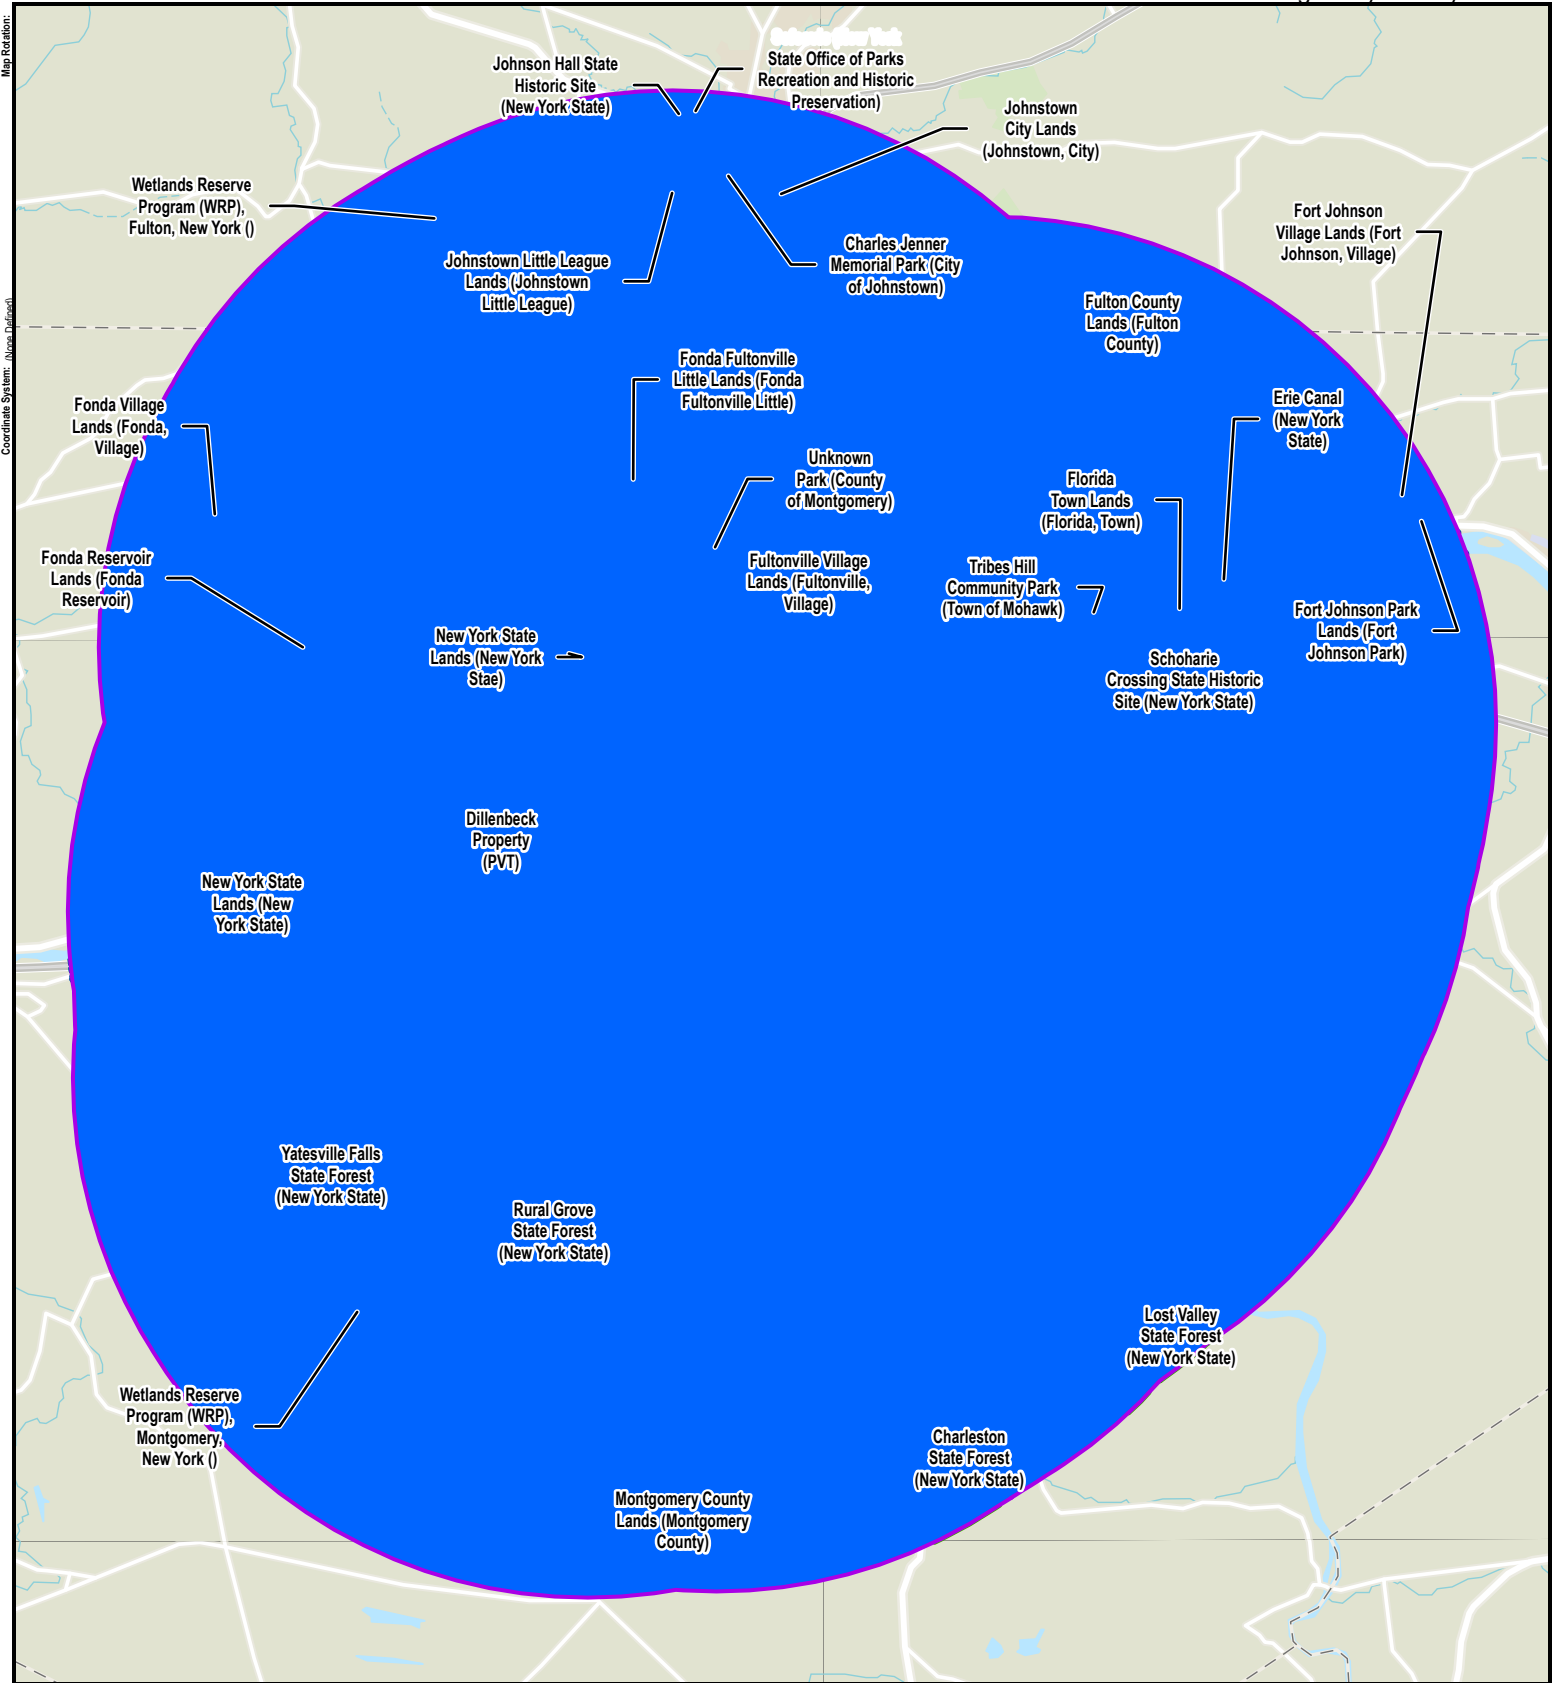 Map Rotation:
Coordinate System: (None Defined)
Johnson Hall State
Historic Site
(New York State)
State Office of Parks
Recreation and Historic
Preservation)
Johnstown
City Lands
(Johnstown, City)
Wetlands Reserve
Program (WRP),
Fulton, New York ()
Fort Johnson
Village Lands (Fort
Johnson, Village)
Johnstown Little League
Lands (Johnstown
Little League)
Charles Jenner
Memorial Park (City
of Johnstown)
Fulton County
Lands (Fulton
County)
Fonda Fultonville
Little Lands (Fonda
Fultonville Little)
Fonda Village
Lands (Fonda,
Village)
Erie Canal
(New York
State)
Unknown
Park (County
of Montgomery)
Florida
Town Lands
(Florida, Town)
Fonda Reservoir
Lands (Fonda
Reservoir)
Fultonville Village
Lands (Fultonville,
Village)
Tribes Hill
Community Park
(Town of Mohawk)
Fort Johnson Park
Lands (Fort
Johnson Park)
New York State
Lands (New York
Stae)
Schoharie
Crossing State Historic
Site (New York State)
Dillenbeck
Property
(PVT)
New York State
Lands (New
York State)
Yatesville Falls
State Forest
(New York State)
Rural Grove
State Forest
(New York State)
Lost Valley
State Forest
(New York State)
Wetlands Reserve
Program (WRP),
Montgomery,
New York ()
Charleston
State Forest
(New York State)
Montgomery County
Lands (Montgomery
County)